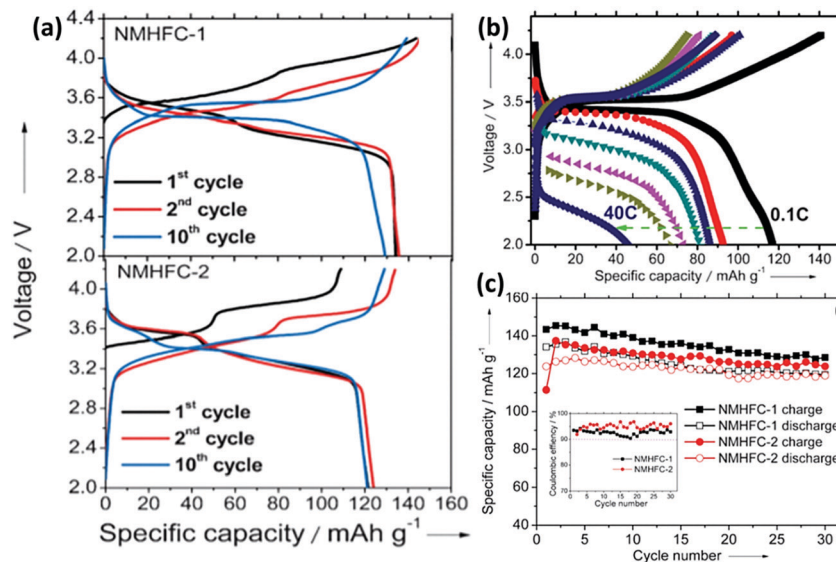 (a)
NMHFC-1
4.4
4.0
3.6
3.2
2.8
2.4
2.0
1st cycle
2nd cycle
10th cycle
NMHFC-2
4.0
3.6
3.2
2.8
2.4
2.0
1st cycle
2nd cycle
10th cycle
0 20 40 60 80 100 120 140 160
Voltage / V
Specific capacity / mAh g-1
(b)
4.0
3.5
3.0
2.5
2.0
Voltage / V
40C
0.1C
0 20 40 60 80 100 120 140
Specific capacity / mAh g-1
(c)
160
140
120
100
80
60
40
Specific capacity / mAh g-1
NMHFC-1 charge
NMHFC-1 discharge
NMHFC-2 charge
NMHFC-2 discharge
Coulombic effiency / %
100
90
80
70
NMHFC-1
NMHFC-2
0 5 10 15 20 25 30
Cycle number
0 5 10 15 20 25 30
Cycle number